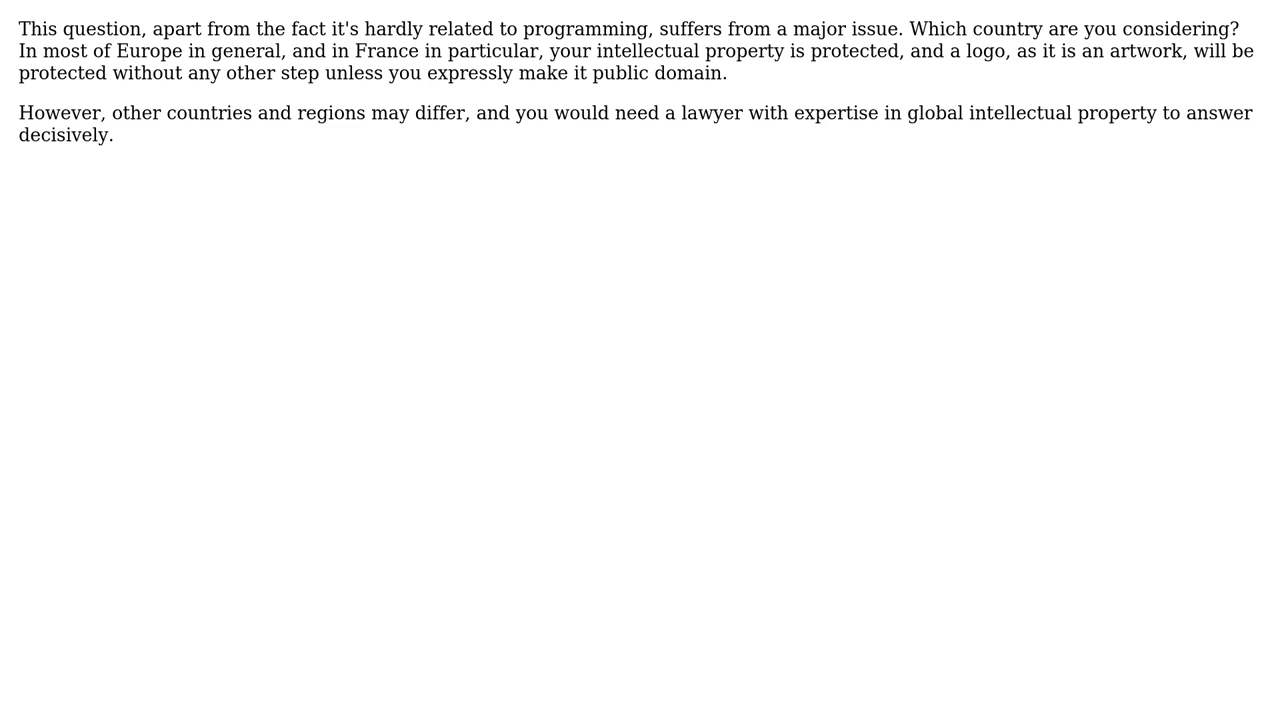 This question, apart from the fact it's hardly related to programming, suffers from a major issue. Which country are you considering?
In most of Europe in general, and in France in particular, your intellectual property is protected, and a logo, as it is an artwork, will be
protected without any other step unless you expressly make it public domain.
However, other countries and regions may differ, and you would need a lawyer with expertise in global intellectual property to answer
decisively.